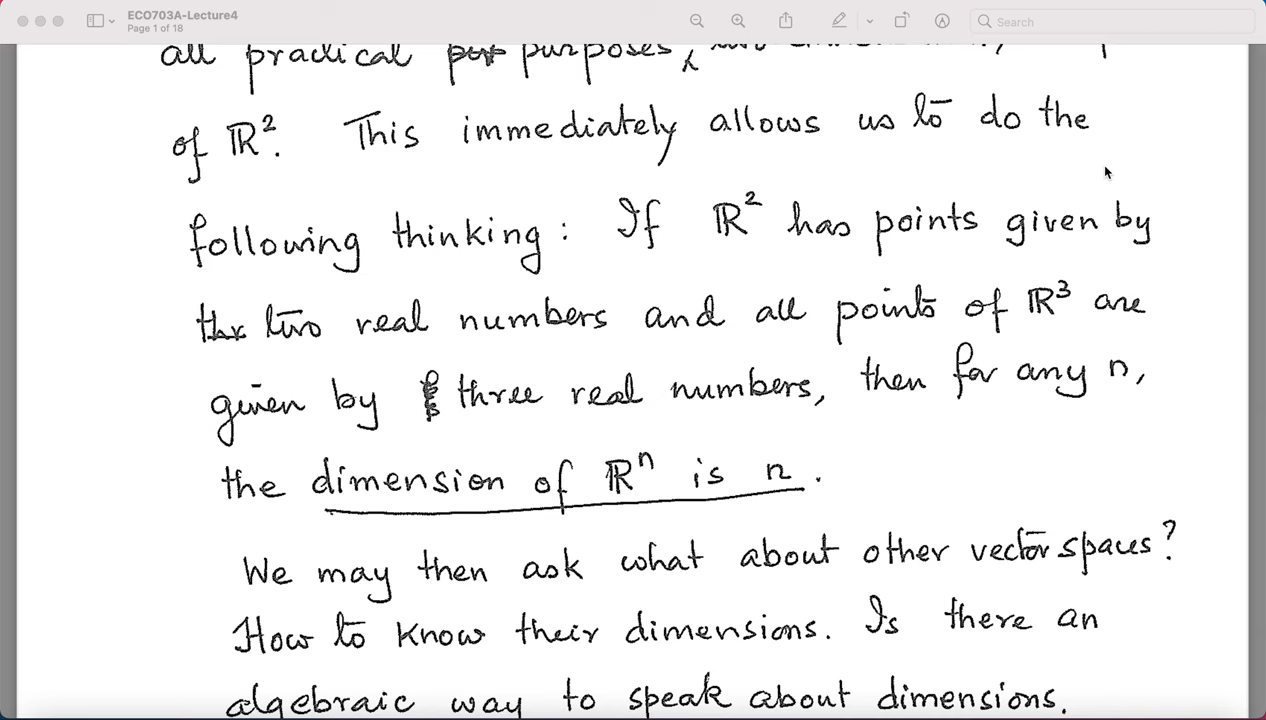 ECO703A-Lecture4
Page 1 of 18
Search
all practical purposes,
of ℝ². This immediately allows us to do the
following thinking: If ℝ² has points given by
two real numbers and all points of ℝ³ are
given by three real numbers, then for any n,
the dimension of ℝⁿ is n.
We may then ask what about other vector spaces?
How to know their dimensions. Is there an
algebraic way to speak about dimensions.